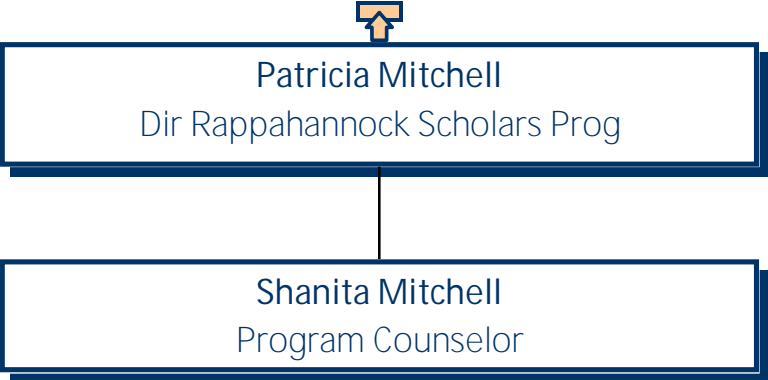 Patricia Mitchell
Dir Rappahannock Scholars Prog
Shanita Mitchell
Program Counselor